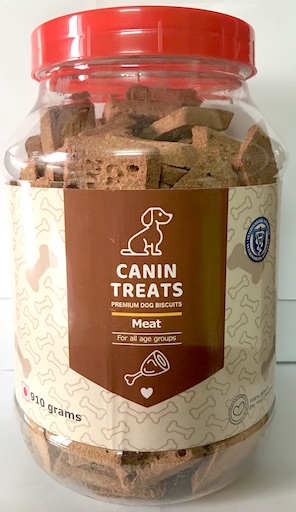 CANIN
TREATS
PREMIUM DOG BISCUITS
Meat
For all age groups
910 grams